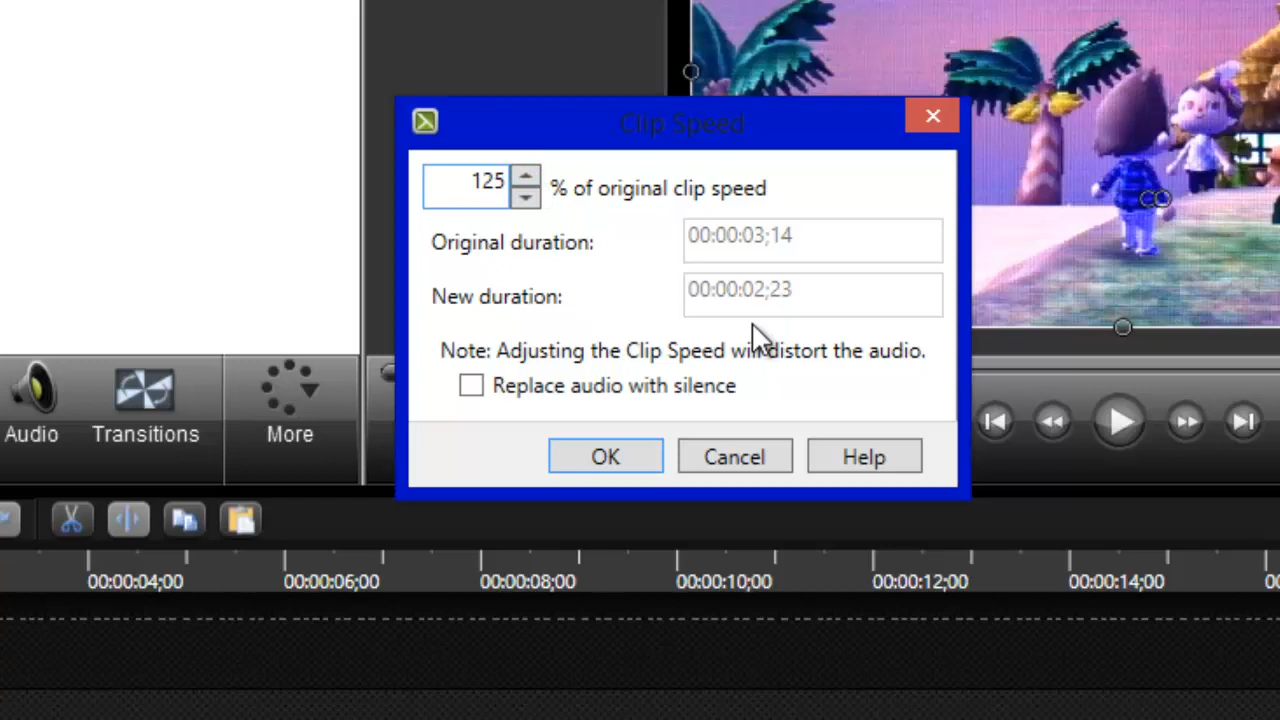 Clip Speed
125 % of original clip speed
Original duration: 00:00:03;14
New duration: 00:00:02;23
Note: Adjusting the Clip Speed will distort the audio.
Replace audio with silence
OK Cancel Help
Audio Transitions More
00:00:04;00 00:00:06;00 00:00:08;00 00:00:10;00 00:00:12;00 00:00:14;00